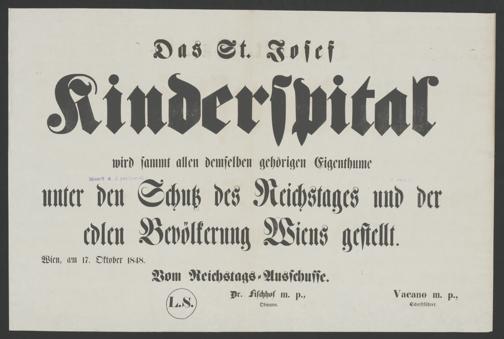 Das St. Josef
Kinderspital
wird sammt allen demselben gehörigen Eigenthume
unter den Schutz des Reichstages und der
edlen Bevölkerung Wiens gestellt.
Wien, am 17. Oktober 1848.
Vom Reichstags-Ausschusse.
L.S.
Dr. Fischhof m. p.,
Obmann.
Vacano m. p.,
Schriftführer.